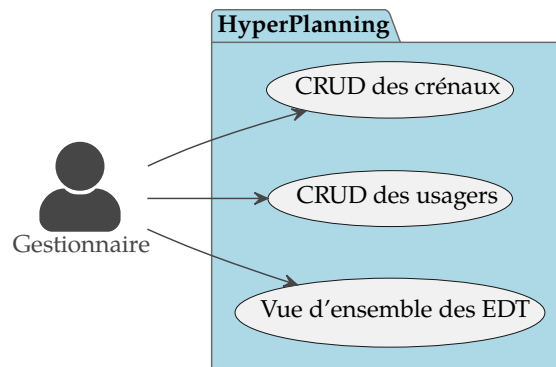 HyperPlanning
CRUD des crénaux
CRUD des usagers
Gestionnaire
Vue d'ensemble des EDT